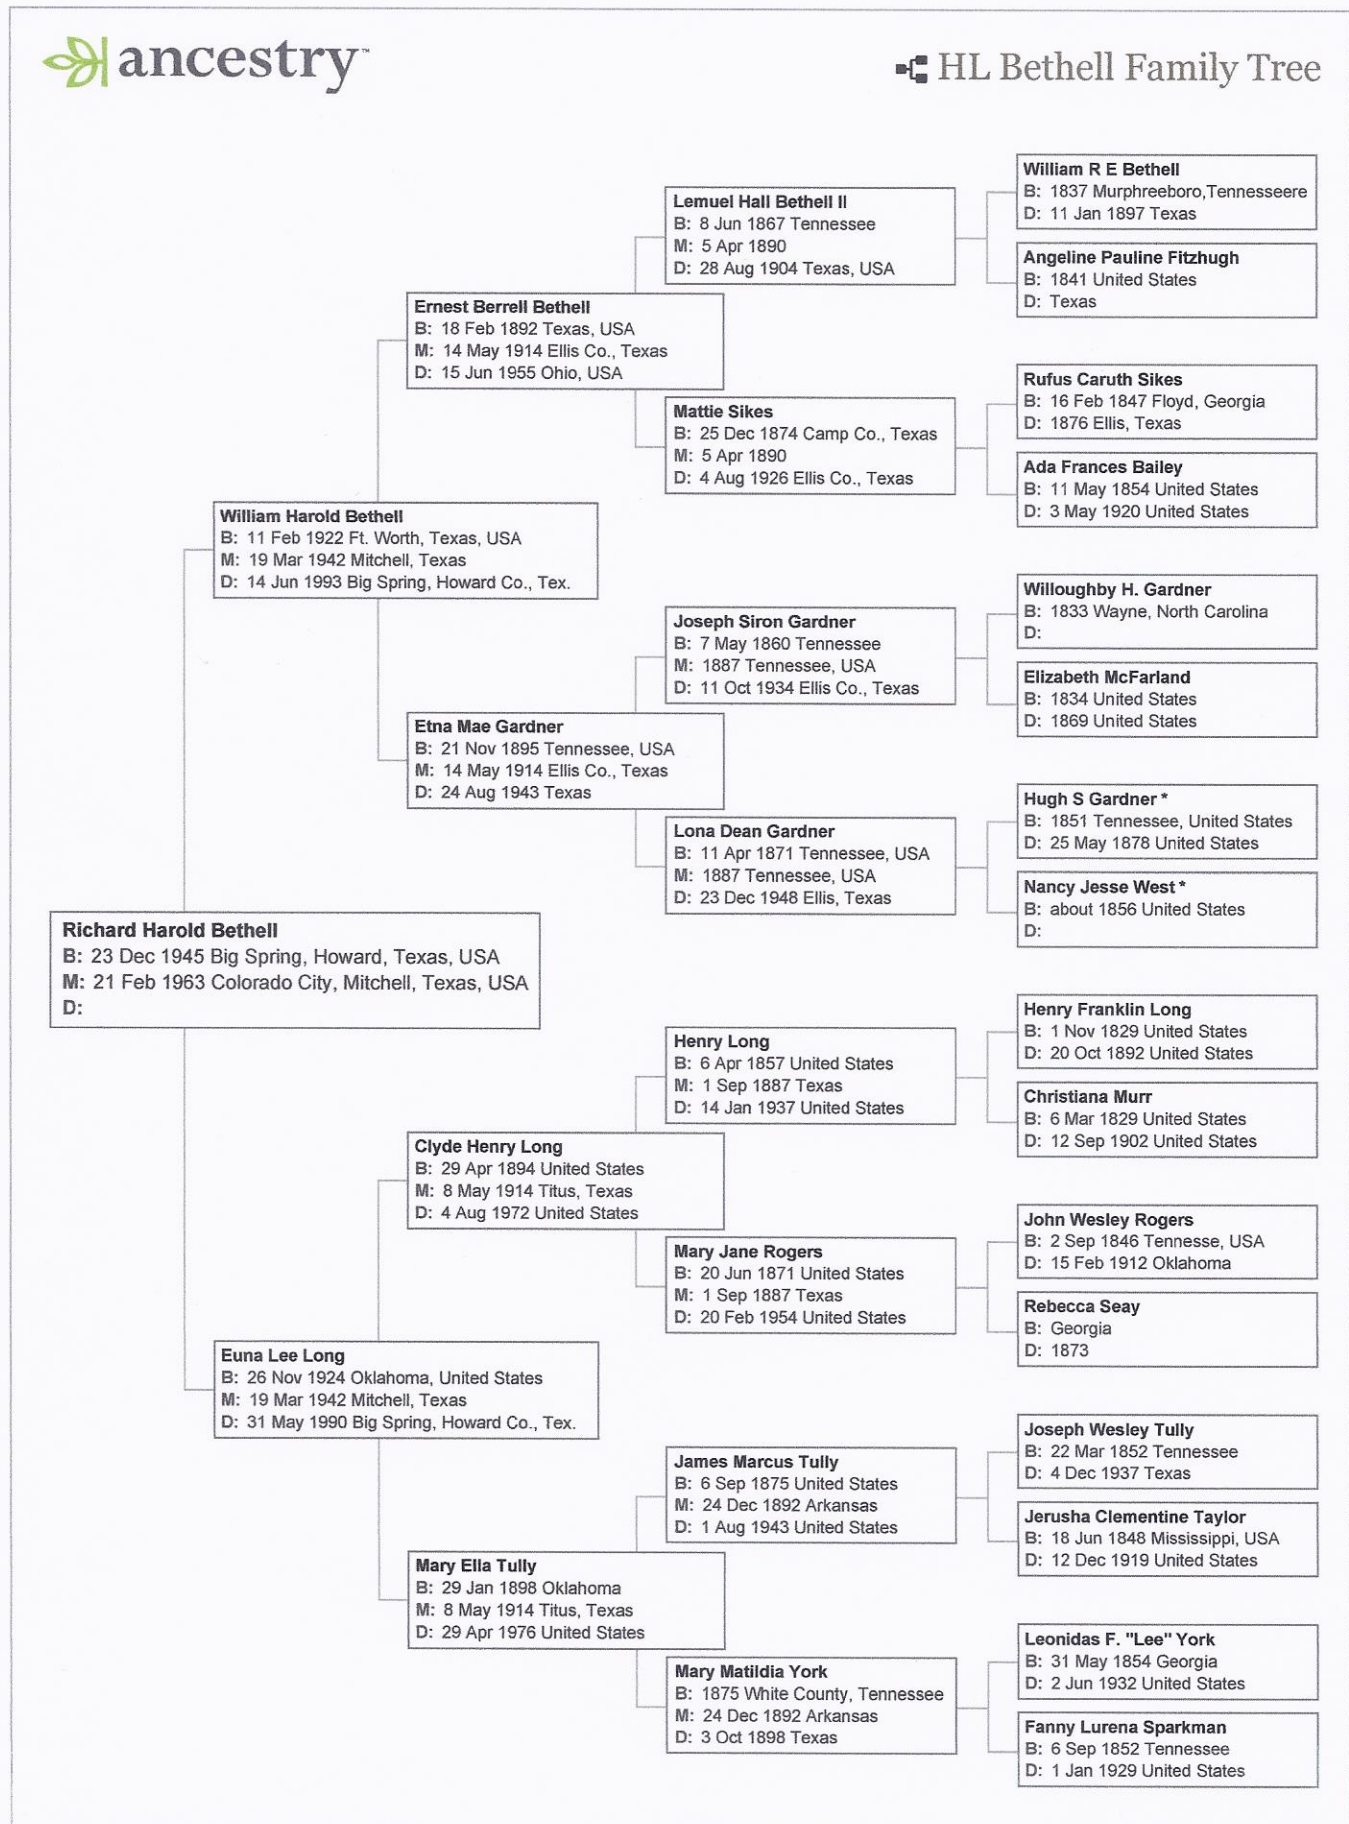 ancestry™
HL Bethell Family Tree
William R E Bethell
B: 1837 Murphreeboro,Tennesseere
D: 11 Jan 1897 Texas
Lemuel Hall Bethell II
B: 8 Jun 1867 Tennessee
M: 5 Apr 1890
D: 28 Aug 1904 Texas, USA
Angeline Pauline Fitzhugh
B: 1841 United States
D: Texas
Ernest Berrell Bethell
B: 18 Feb 1892 Texas, USA
M: 14 May 1914 Ellis Co., Texas
D: 15 Jun 1955 Ohio, USA
Rufus Caruth Sikes
B: 16 Feb 1847 Floyd, Georgia
D: 1876 Ellis, Texas
Mattie Sikes
B: 25 Dec 1874 Camp Co., Texas
M: 5 Apr 1890
D: 4 Aug 1926 Ellis Co., Texas
Ada Frances Bailey
B: 11 May 1854 United States
D: 3 May 1920 United States
William Harold Bethell
B: 11 Feb 1922 Ft. Worth, Texas, USA
M: 19 Mar 1942 Mitchell, Texas
D: 14 Jun 1993 Big Spring, Howard Co., Tex.
Willoughby H. Gardner
B: 1833 Wayne, North Carolina
D:
Joseph Siron Gardner
B: 7 May 1860 Tennessee
M: 1887 Tennessee, USA
D: 11 Oct 1934 Ellis Co., Texas
Elizabeth McFarland
B: 1834 United States
D: 1869 United States
Etna Mae Gardner
B: 21 Nov 1895 Tennessee, USA
M: 14 May 1914 Ellis Co., Texas
D: 24 Aug 1943 Texas
Hugh S Gardner *
B: 1851 Tennessee, United States
D: 25 May 1878 United States
Lona Dean Gardner
B: 11 Apr 1871 Tennessee, USA
M: 1887 Tennessee, USA
D: 23 Dec 1948 Ellis, Texas
Nancy Jesse West *
B: about 1856 United States
D:
Richard Harold Bethell
B: 23 Dec 1945 Big Spring, Howard, Texas, USA
M: 21 Feb 1963 Colorado City, Mitchell, Texas, USA
D:
Henry Franklin Long
B: 1 Nov 1829 United States
D: 20 Oct 1892 United States
Henry Long
B: 6 Apr 1857 United States
M: 1 Sep 1887 Texas
D: 14 Jan 1937 United States
Christiana Murr
B: 6 Mar 1829 United States
D: 12 Sep 1902 United States
Clyde Henry Long
B: 29 Apr 1894 United States
M: 8 May 1914 Titus, Texas
D: 4 Aug 1972 United States
John Wesley Rogers
B: 2 Sep 1846 Tennesse, USA
D: 15 Feb 1912 Oklahoma
Mary Jane Rogers
B: 20 Jun 1871 United States
M: 1 Sep 1887 Texas
D: 20 Feb 1954 United States
Rebecca Seay
B: Georgia
D: 1873
Euna Lee Long
B: 26 Nov 1924 Oklahoma, United States
M: 19 Mar 1942 Mitchell, Texas
D: 31 May 1990 Big Spring, Howard Co., Tex.
Joseph Wesley Tully
B: 22 Mar 1852 Tennessee
D: 4 Dec 1937 Texas
James Marcus Tully
B: 6 Sep 1875 United States
M: 24 Dec 1892 Arkansas
D: 1 Aug 1943 United States
Jerusha Clementine Taylor
B: 18 Jun 1848 Mississippi, USA
D: 12 Dec 1919 United States
Mary Ella Tully
B: 29 Jan 1898 Oklahoma
M: 8 May 1914 Titus, Texas
D: 29 Apr 1976 United States
Leonidas F. "Lee" York
B: 31 May 1854 Georgia
D: 2 Jun 1932 United States
Mary Matildia York
B: 1875 White County, Tennessee
M: 24 Dec 1892 Arkansas
D: 3 Oct 1898 Texas
Fanny Lurena Sparkman
B: 6 Sep 1852 Tennessee
D: 1 Jan 1929 United States